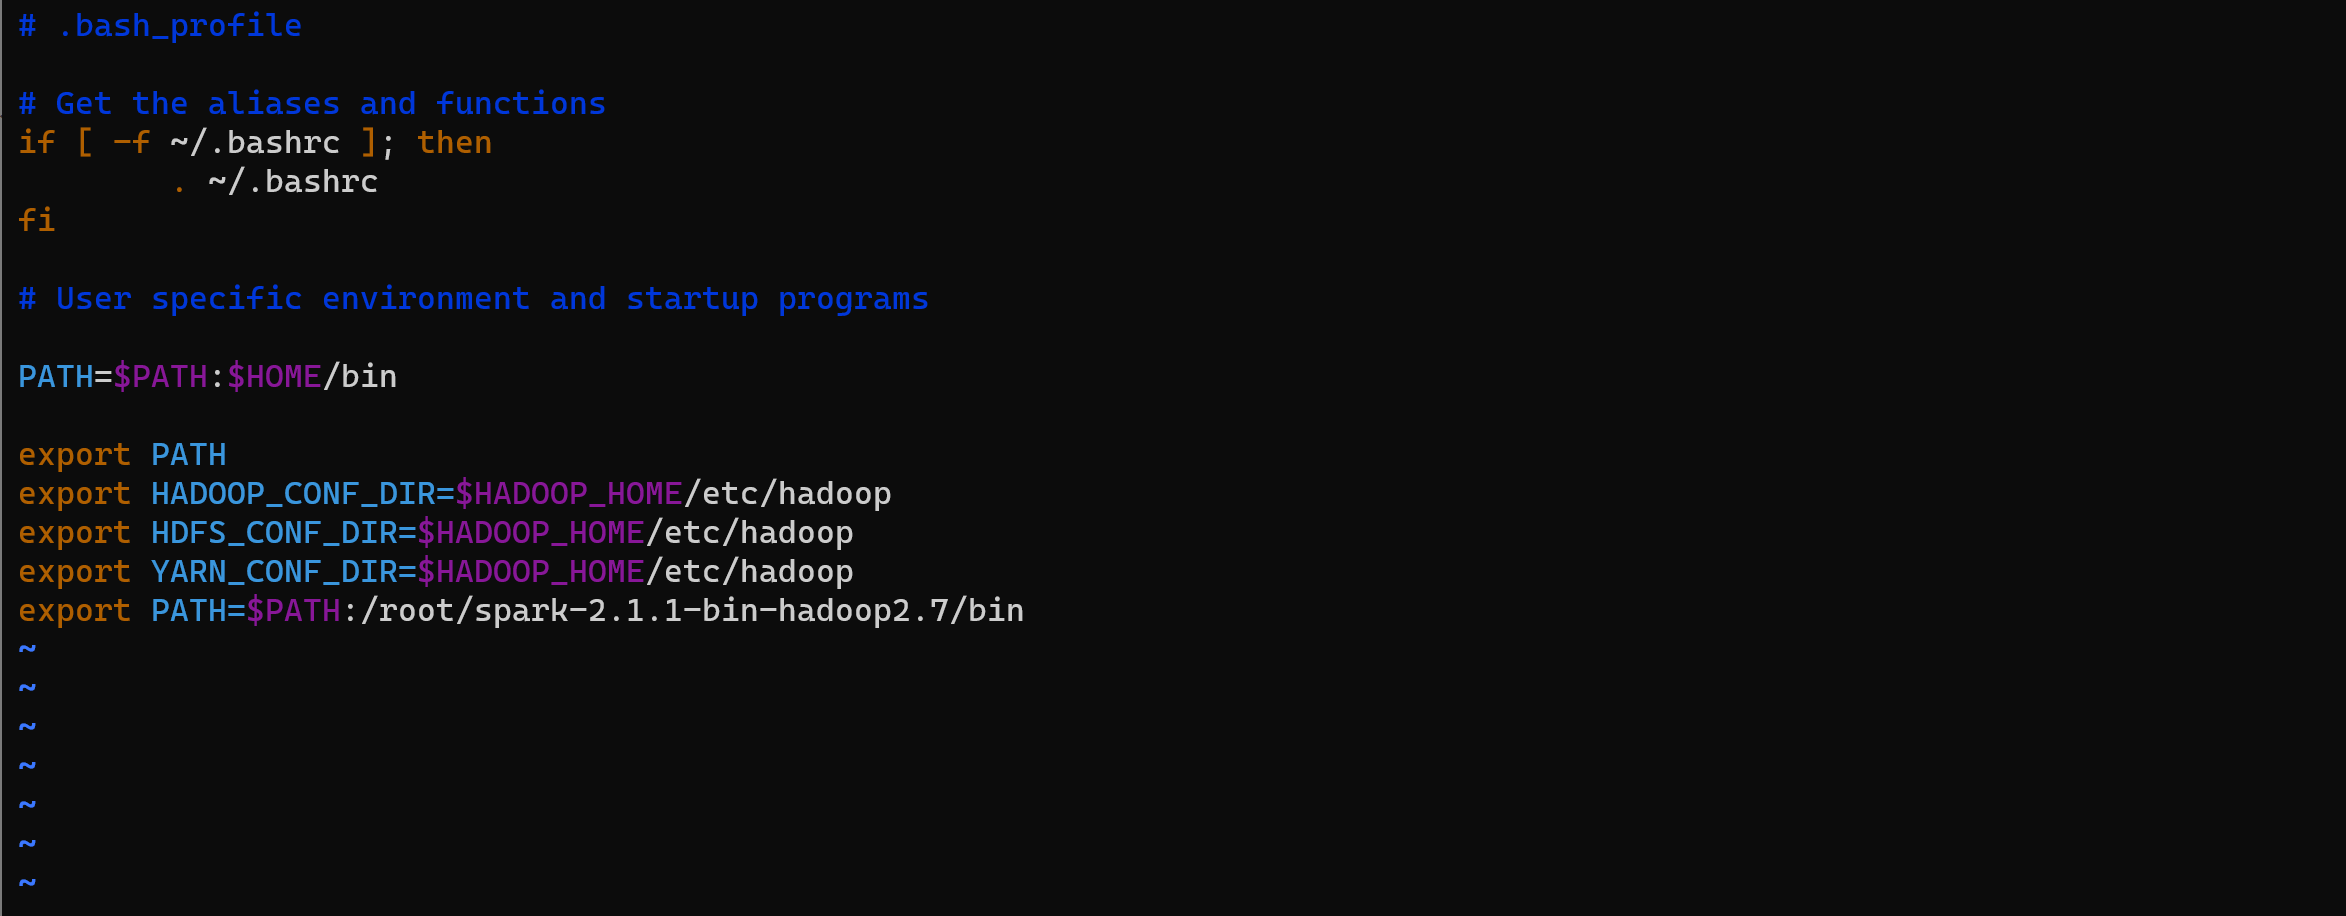 # .bash_profile
# Get the aliases and functions
if [ -f ~/.bashrc ]; then
        . ~/.bashrc
fi
# User specific environment and startup programs
PATH=$PATH:$HOME/bin
export PATH
export HADOOP_CONF_DIR=$HADOOP_HOME/etc/hadoop
export HDFS_CONF_DIR=$HADOOP_HOME/etc/hadoop
export YARN_CONF_DIR=$HADOOP_HOME/etc/hadoop
export PATH=$PATH:/root/spark-2.1.1-bin-hadoop2.7/bin
~
~
~
~
~
~
~